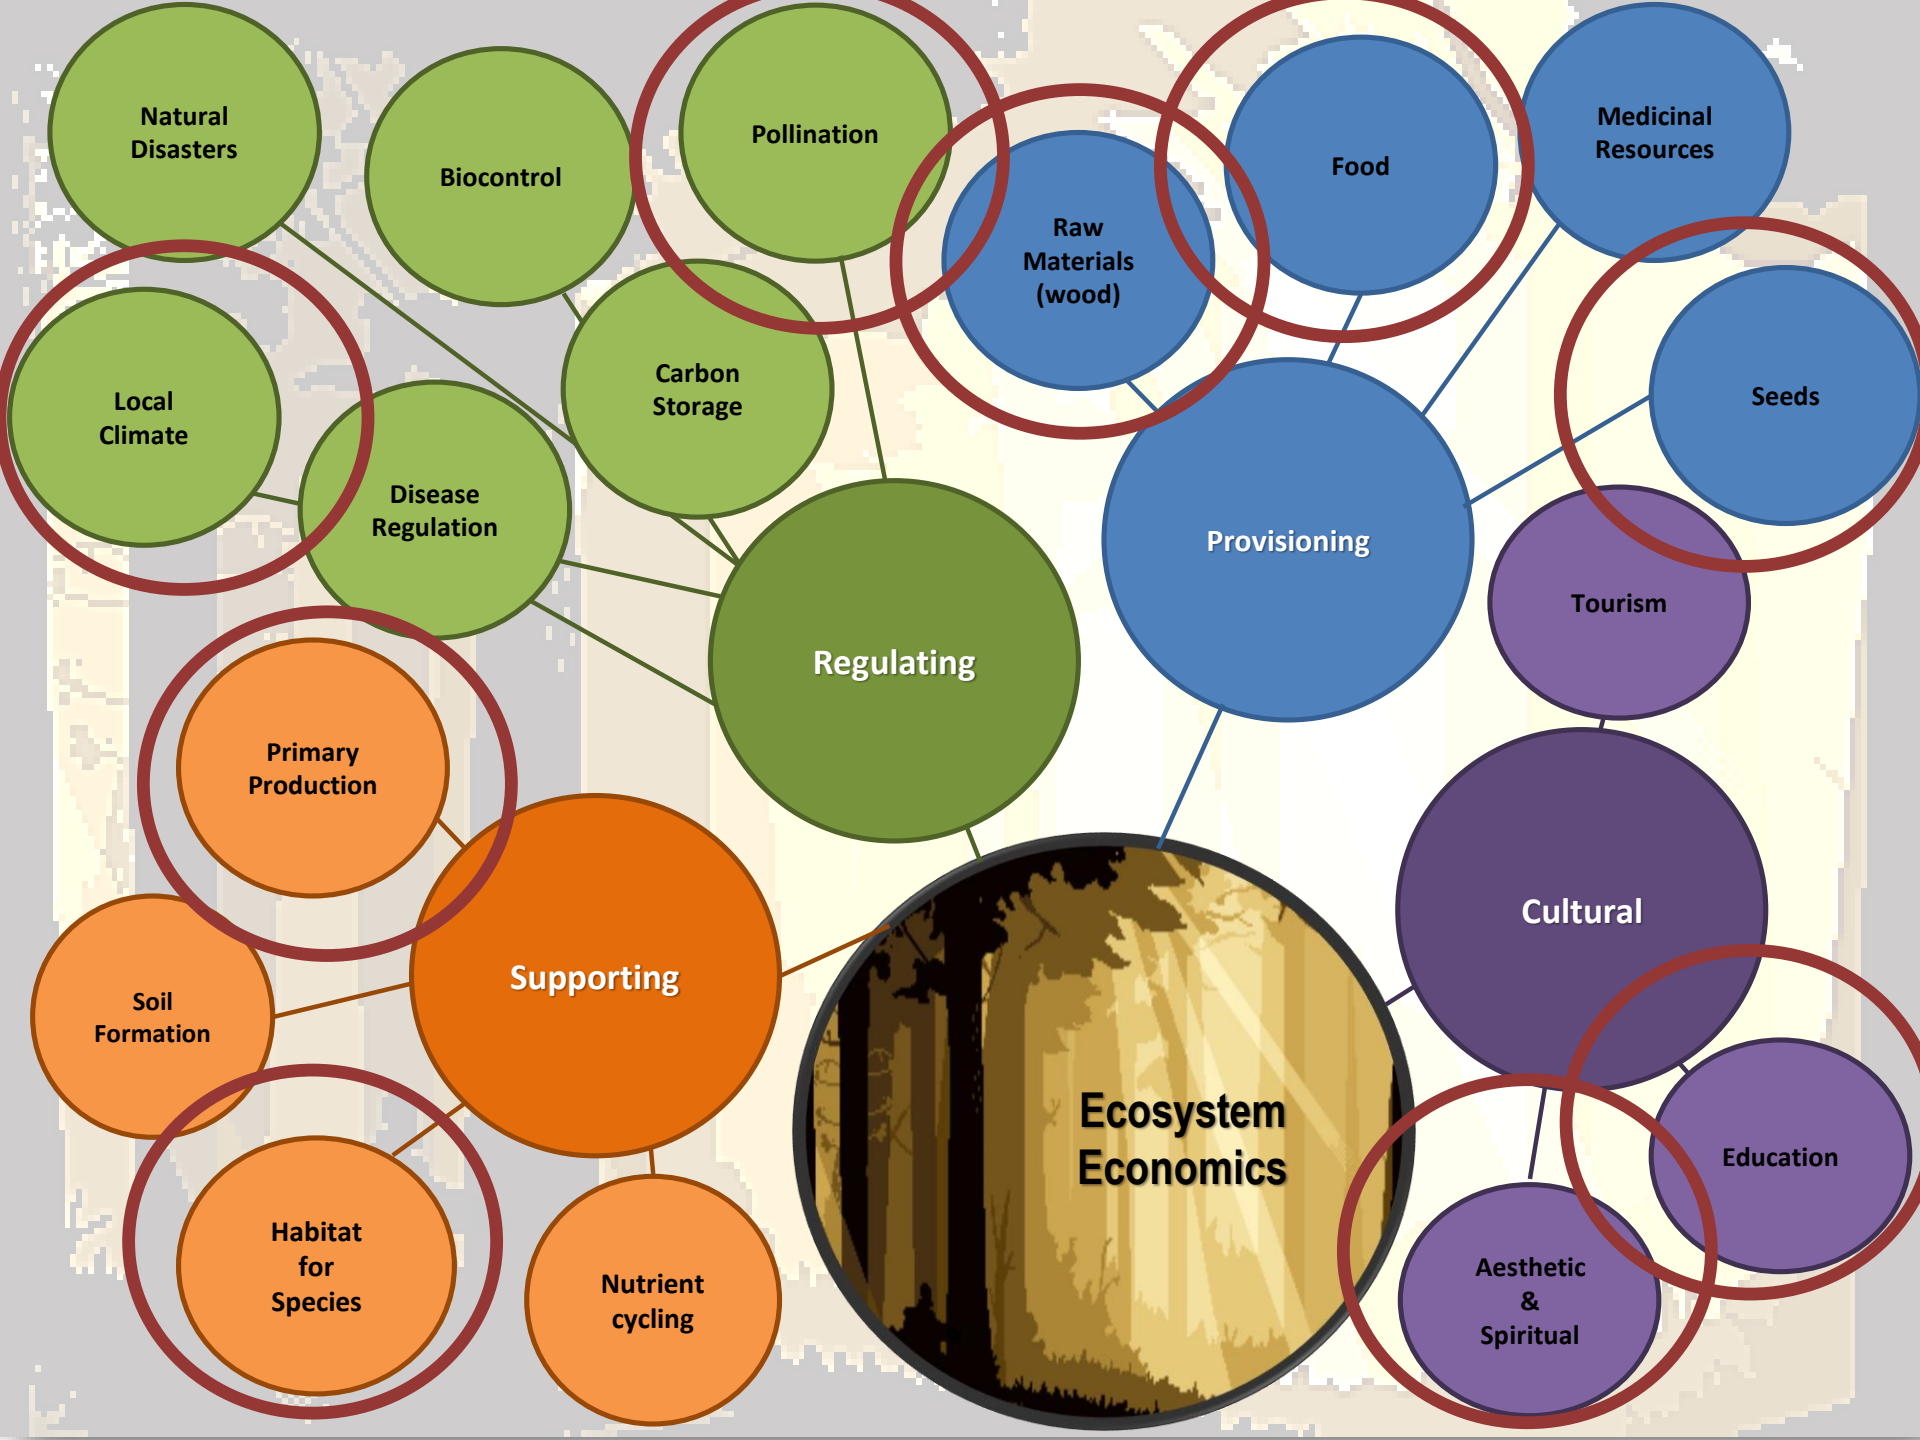 Natural
Disasters
Biocontrol
Pollination
Raw
Materials
(wood)
Food
Medicinal
Resources
Local
Climate
Disease
Regulation
Carbon
Storage
Seeds
Provisioning
Tourism
Regulating
Primary
Production
Cultural
Supporting
Soil
Formation
Ecosystem
Economics
Education
Habitat
for
Species
Nutrient
cycling
Aesthetic
&
Spiritual